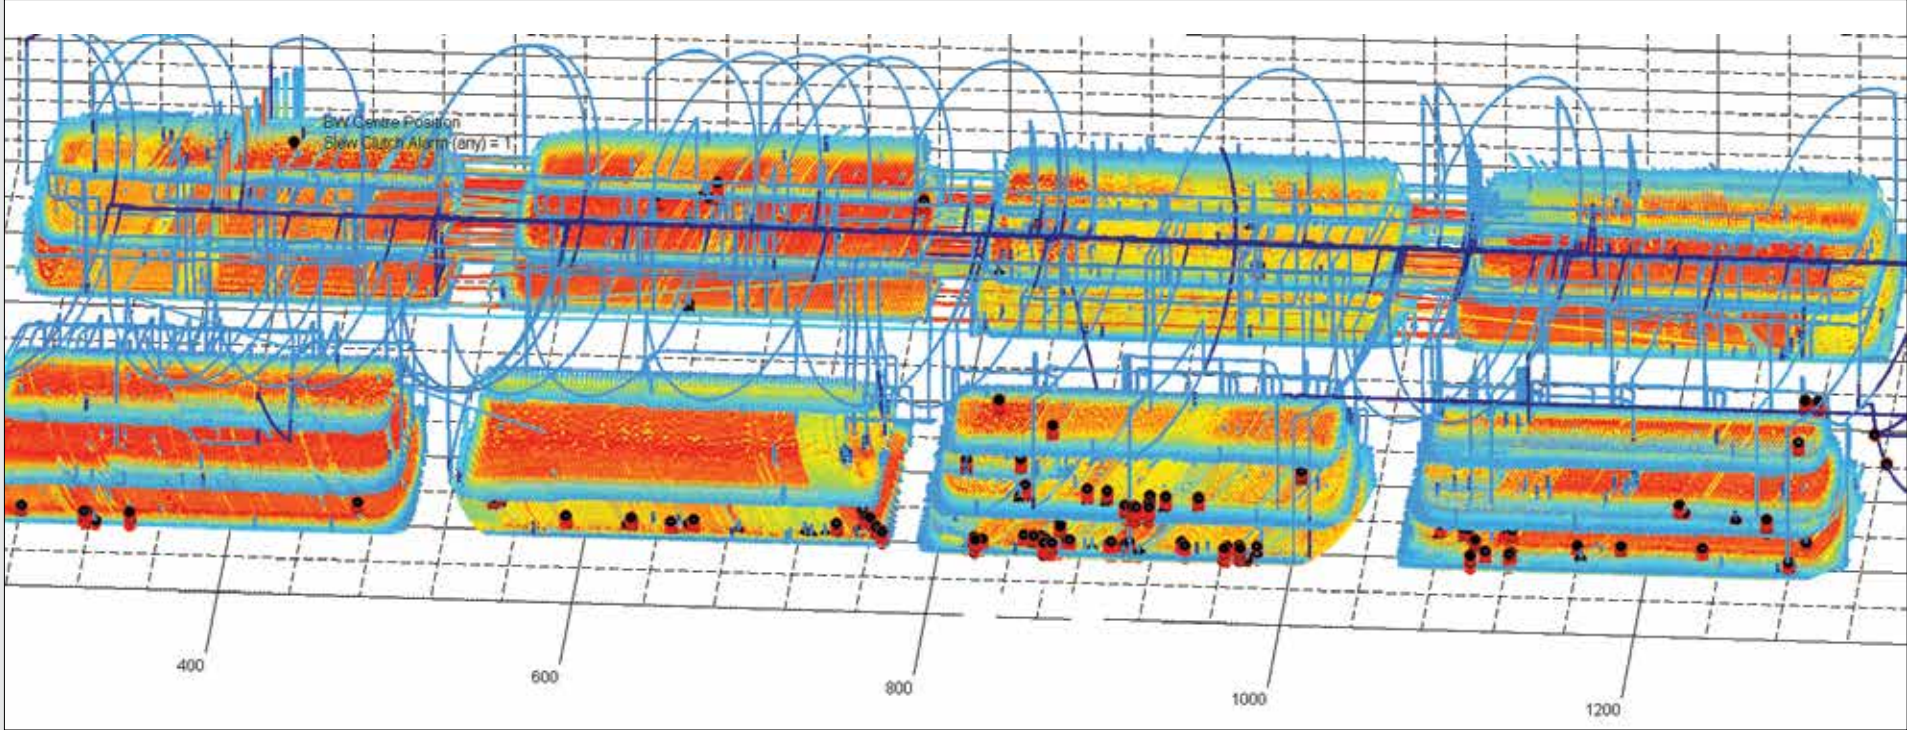 BW Centre Position
Slew Clutch Alarm (any) = 1
400
600
800
1000
1200